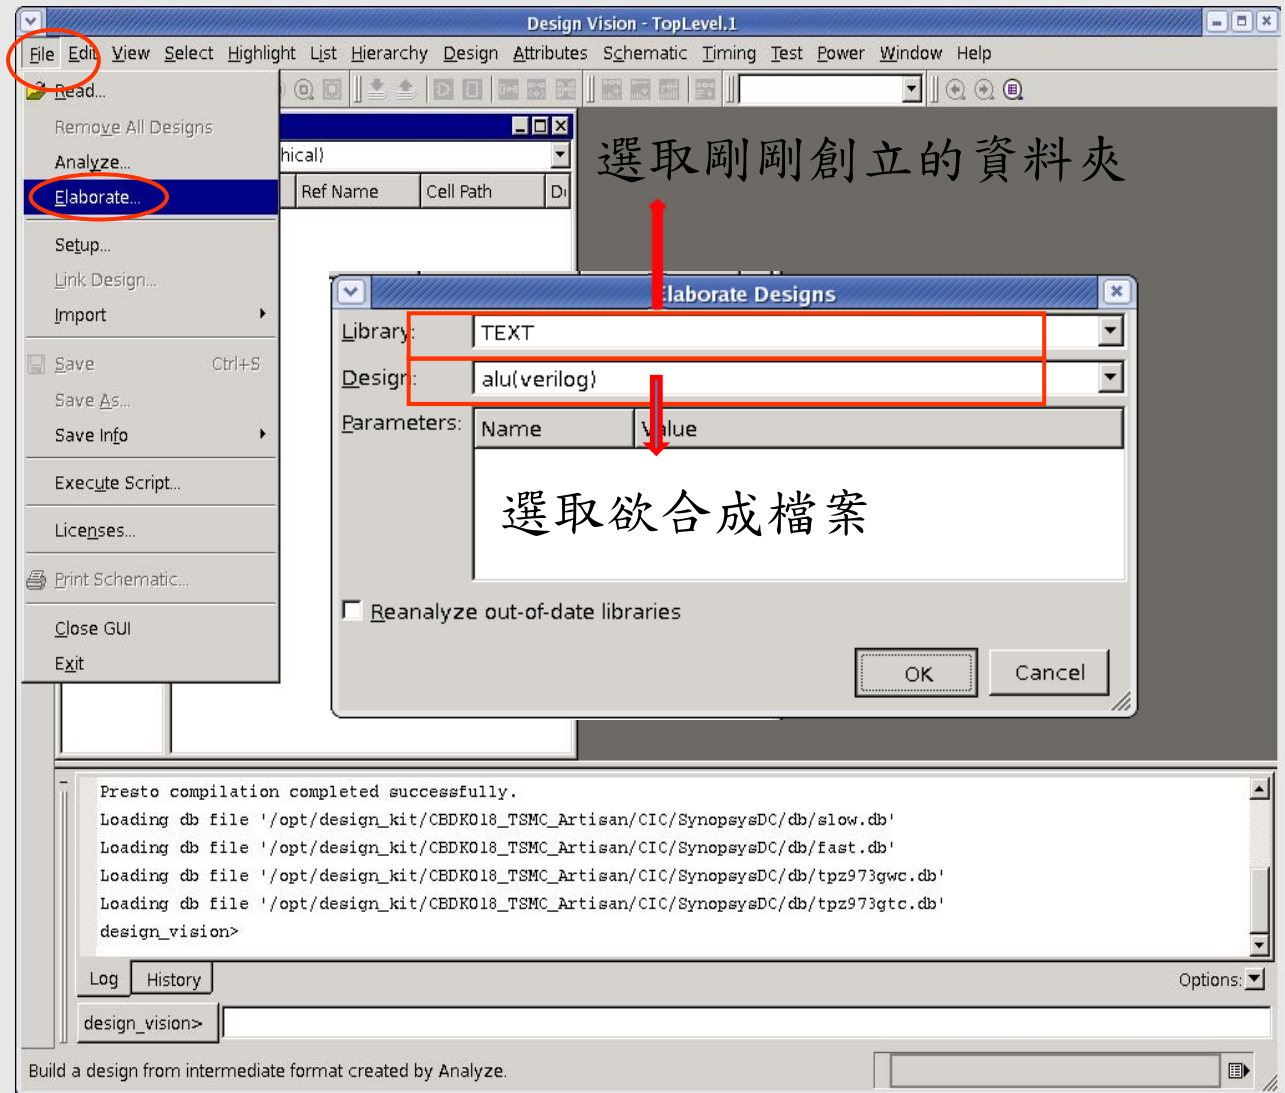 Design Vision - TopLevel.1
File Edit View Select Highlight List Hierarchy Design Attributes Schematic Timing Test Power Window Help
Read...
Remove All Designs
Analyze...
Elaborate...
Setup...
Link Design...
Import
Save Ctrl+S
Save As...
Save Info
Execute Script...
Licenses...
Print Schematic...
Close GUI
Exit
hical)
Ref Name Cell Path
選取剛剛創立的資料夾
Elaborate Designs
Library: TEXT
Design: alu(verilog)
Parameters: Name Value
選取欲合成檔案
Reanalyze out-of-date libraries
OK Cancel
Presto compilation completed successfully.
Loading db file '/opt/design_kit/CBDK018_TSMC_Artisan/CIC/SynopsysDC/db/slow.db'
Loading db file '/opt/design_kit/CBDK018_TSMC_Artisan/CIC/SynopsysDC/db/fast.db'
Loading db file '/opt/design_kit/CBDK018_TSMC_Artisan/CIC/SynopsysDC/db/tpz973gwc.db'
Loading db file '/opt/design_kit/CBDK018_TSMC_Artisan/CIC/SynopsysDC/db/tpz973gtc.db'
design_vision>
Log History Options:
design_vision>
Build a design from intermediate format created by Analyze.